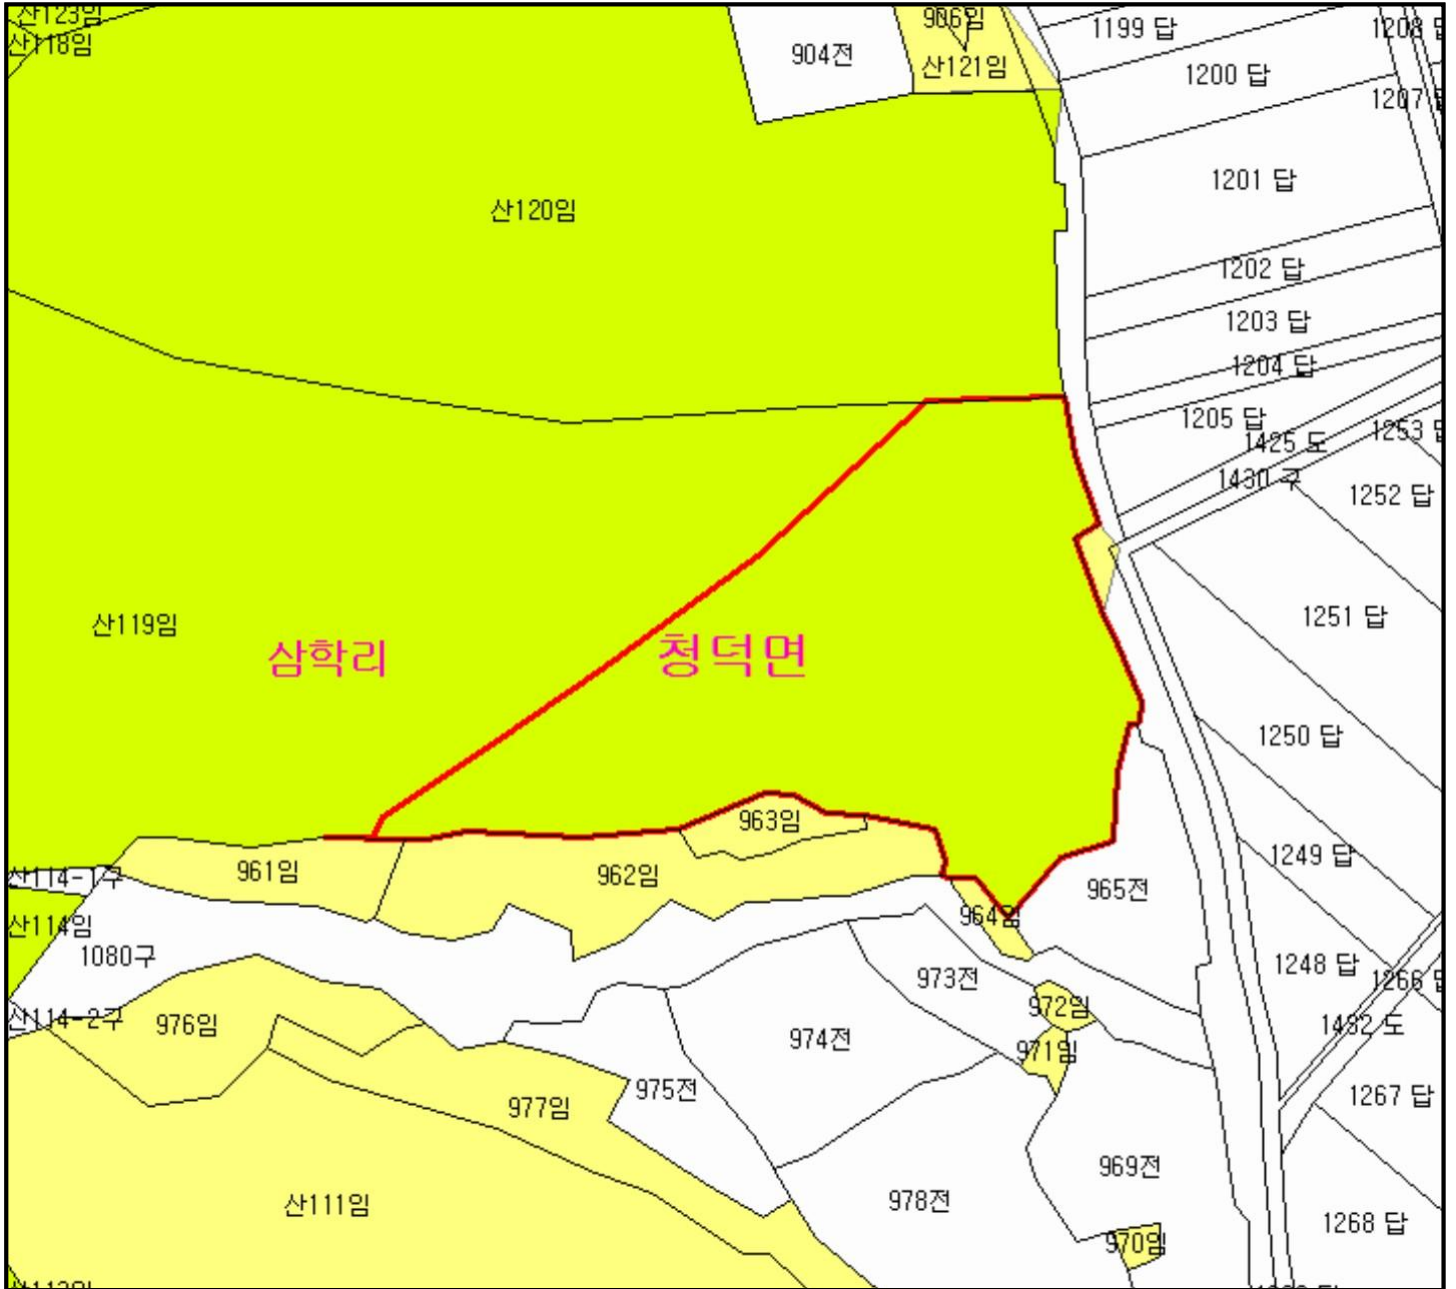 산123임
906임
1199 답
산118임
904전
산121임
1200 답
산120임
1201 답
1202 답
1203 답
1204 답
1205 답
1425 도
1430 구
1252 답
산119임
1251 답
삼학리
청덕면
1250 답
963임
1249 답
961임
962임
산114-1구
965전
964임
산114임
1080구
1248 답
973전
972임
산114-2구
976임
974전
971임
1432 도
975전
977임
1267 답
969전
978전
산111임
1268 답
970임